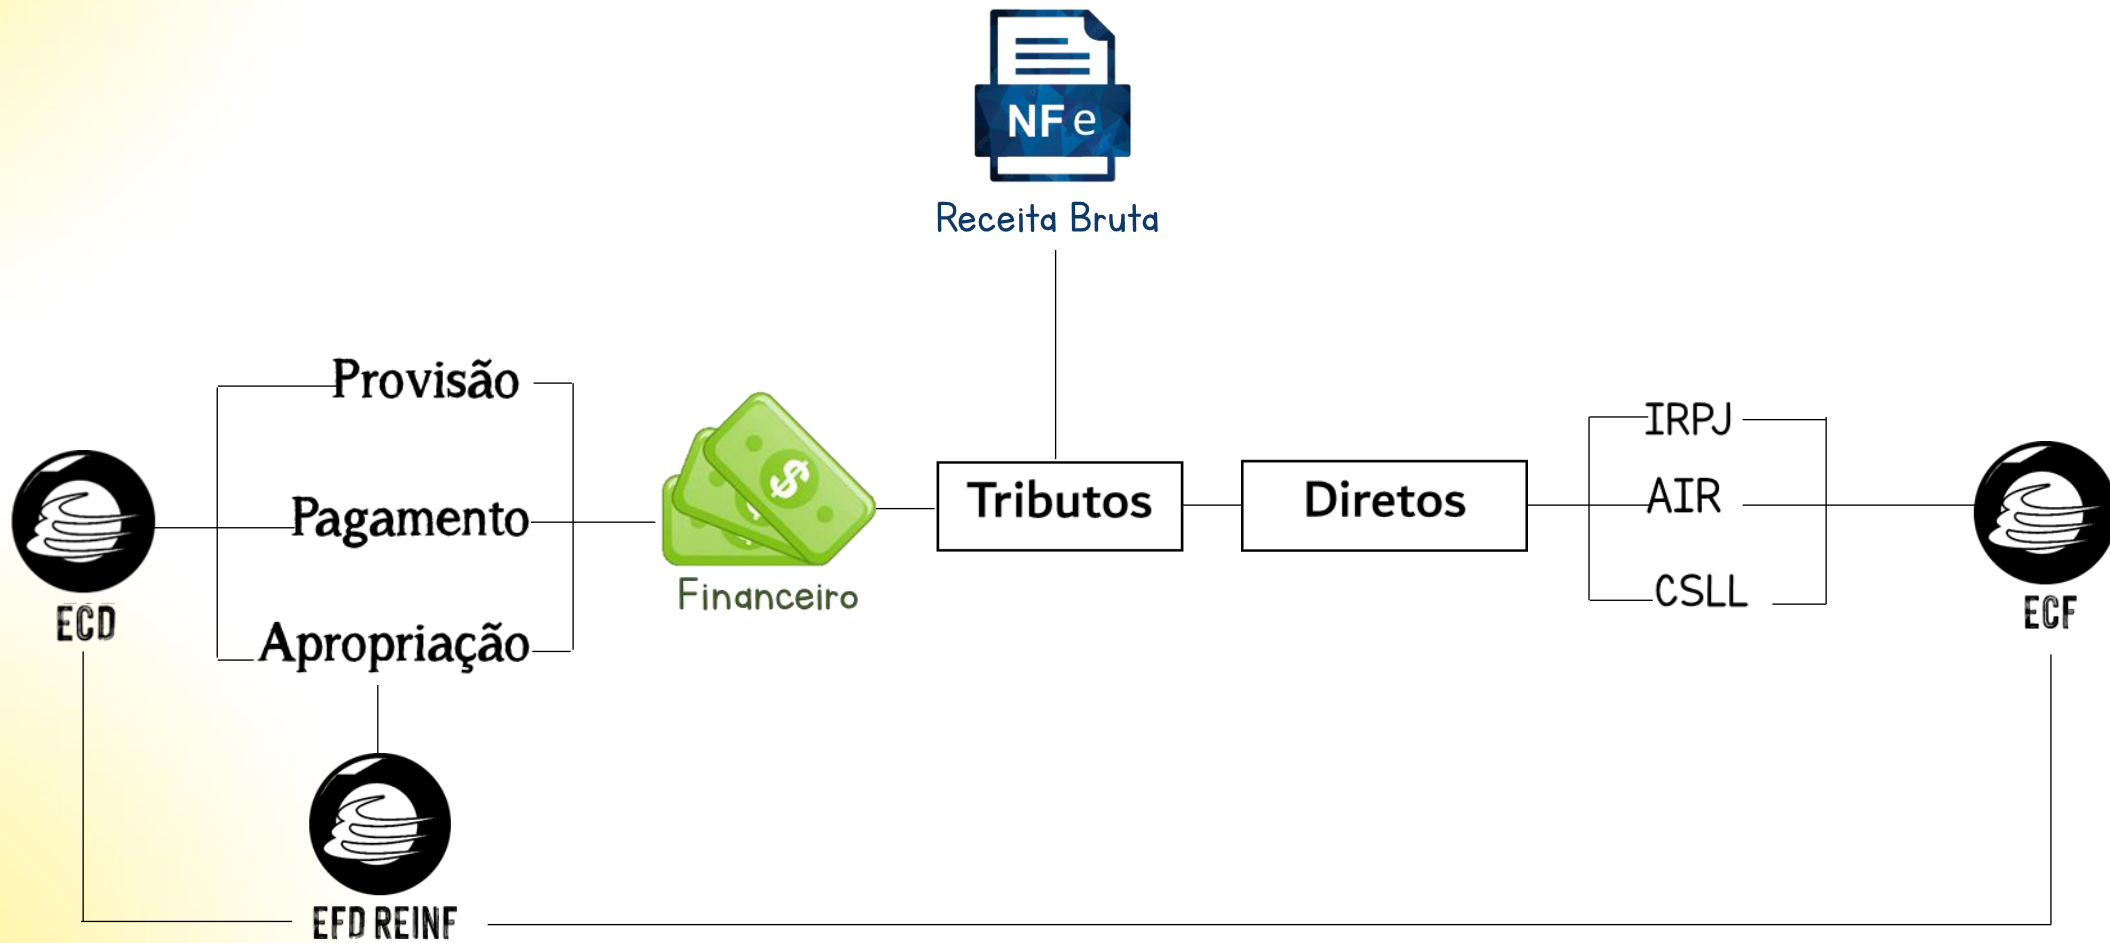 NFe
Receita Bruta
Provisão
Pagamento
Apropriação
ECD
EFD REINF
$
Financeiro
Tributos
Diretos
IRPJ
AIR
CSLL
ECF